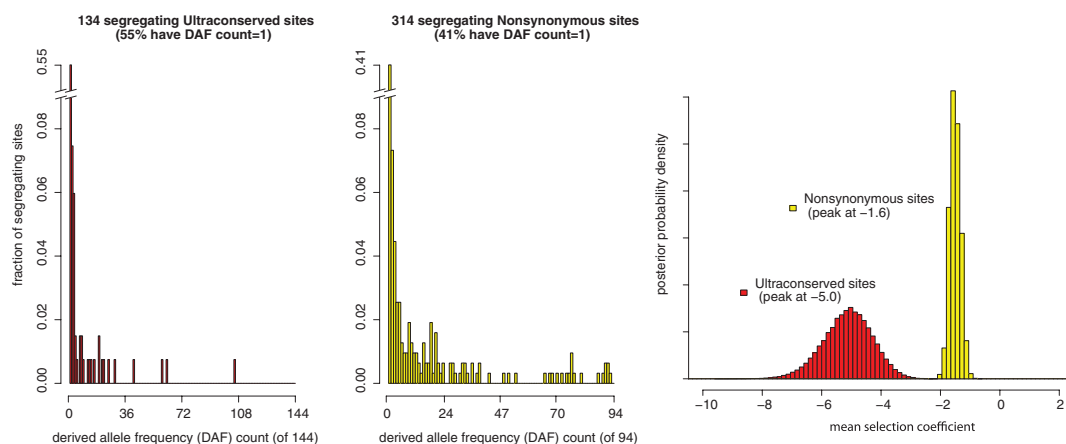 134 segregating Ultraconserved sites
(55% have DAF count=1)
fraction of segregating sites
0.55
0.08
0.06
0.04
0.02
0.00
0 36 72 108 144
derived allele frequency (DAF) count (of 144)
314 segregating Nonsynonymous sites
(41% have DAF count=1)
0.41
0.08
0.06
0.04
0.02
0.00
0 24 47 70 94
derived allele frequency (DAF) count (of 94)
posterior probability density
Nonsynonymous sites
(peak at −1.6)
Ultraconserved sites
(peak at −5.0)
−10 −8 −6 −4 −2 0 2
mean selection coefficient